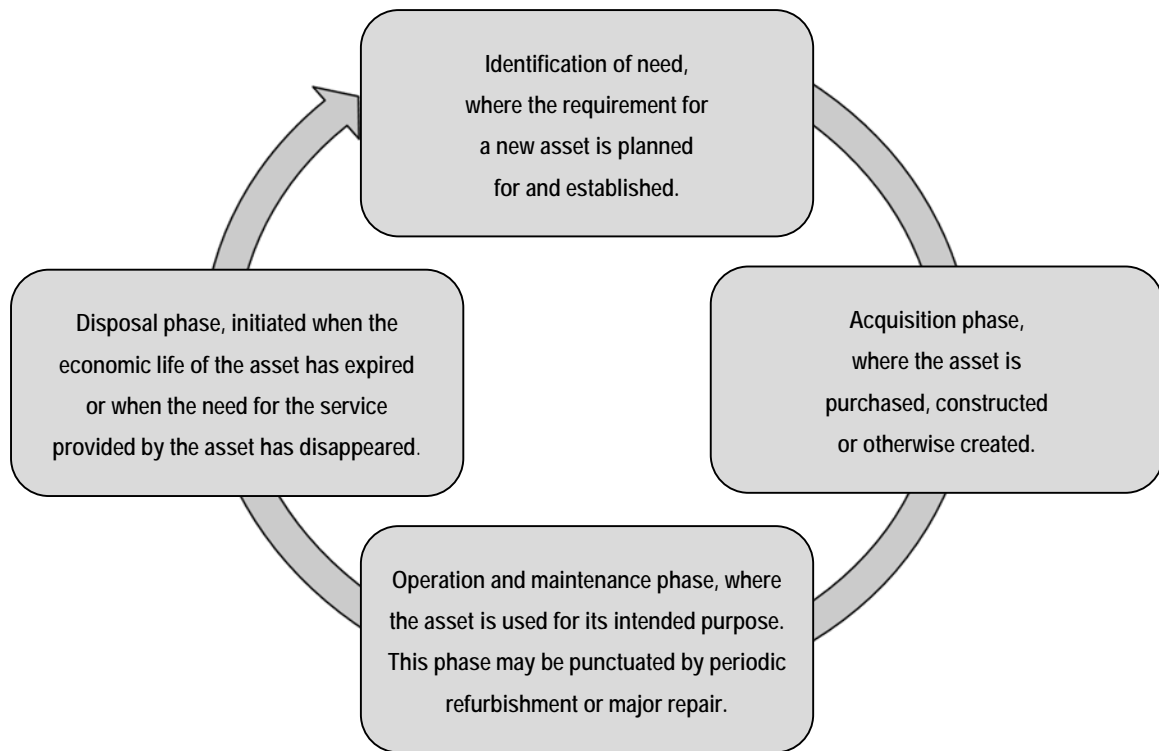 Identification of need,
where the requirement for
a new asset is planned
for and established.
Acquisition phase,
where the asset is
purchased, constructed
or otherwise created.
Operation and maintenance phase, where
the asset is used for its intended purpose.
This phase may be punctuated by periodic
refurbishment or major repair.
Disposal phase, initiated when the
economic life of the asset has expired
or when the need for the service
provided by the asset has disappeared.